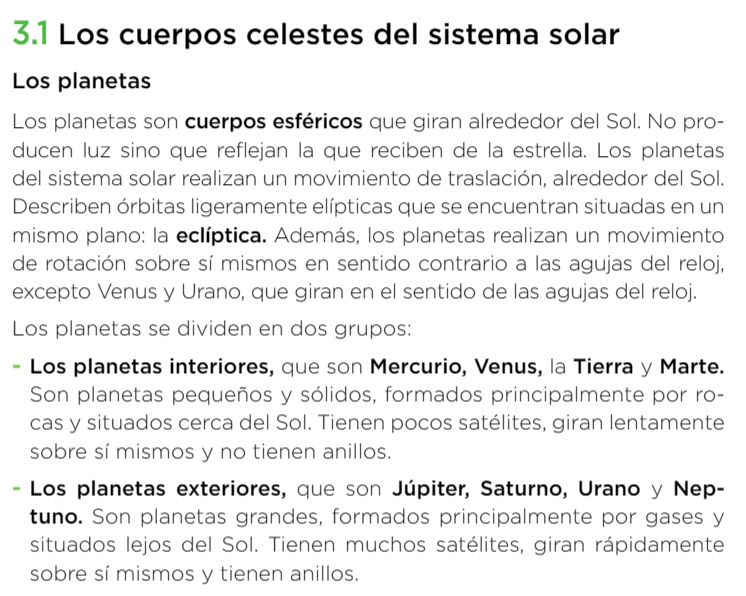 3.1 Los cuerpos celestes del sistema solar
Los planetas
Los planetas son cuerpos esféricos que giran alrededor del Sol. No pro-
ducen luz sino que reflejan la que reciben de la estrella. Los planetas
del sistema solar realizan un movimiento de traslación, alrededor del Sol.
Describen órbitas ligeramente elípticas que se encuentran situadas en un
mismo plano: la eclíptica. Además, los planetas realizan un movimiento
de rotación sobre sí mismos en sentido contrario a las agujas del reloj,
excepto Venus y Urano, que giran en el sentido de las agujas del reloj.
Los planetas se dividen en dos grupos:
- Los planetas interiores, que son Mercurio, Venus, la Tierra y Marte.
Son planetas pequeños y sólidos, formados principalmente por ro-
cas y situados cerca del Sol. Tienen pocos satélites, giran lentamente
sobre sí mismos y no tienen anillos.
- Los planetas exteriores, que son Júpiter, Saturno, Urano y Nep-
tuno. Son planetas grandes, formados principalmente por gases y
situados lejos del Sol. Tienen muchos satélites, giran rápidamente
sobre sí mismos y tienen anillos.